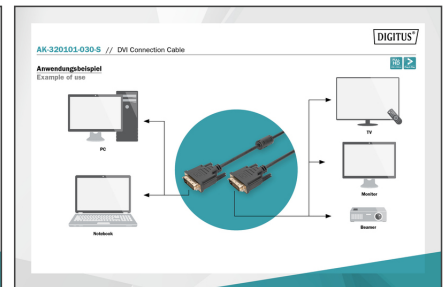 DIGITUS®
AK-320101-030-S // DVI Connection Cable
Anwendungsbeispiel
Example of use
PC
TV
Notebook
Monitor
Beamer